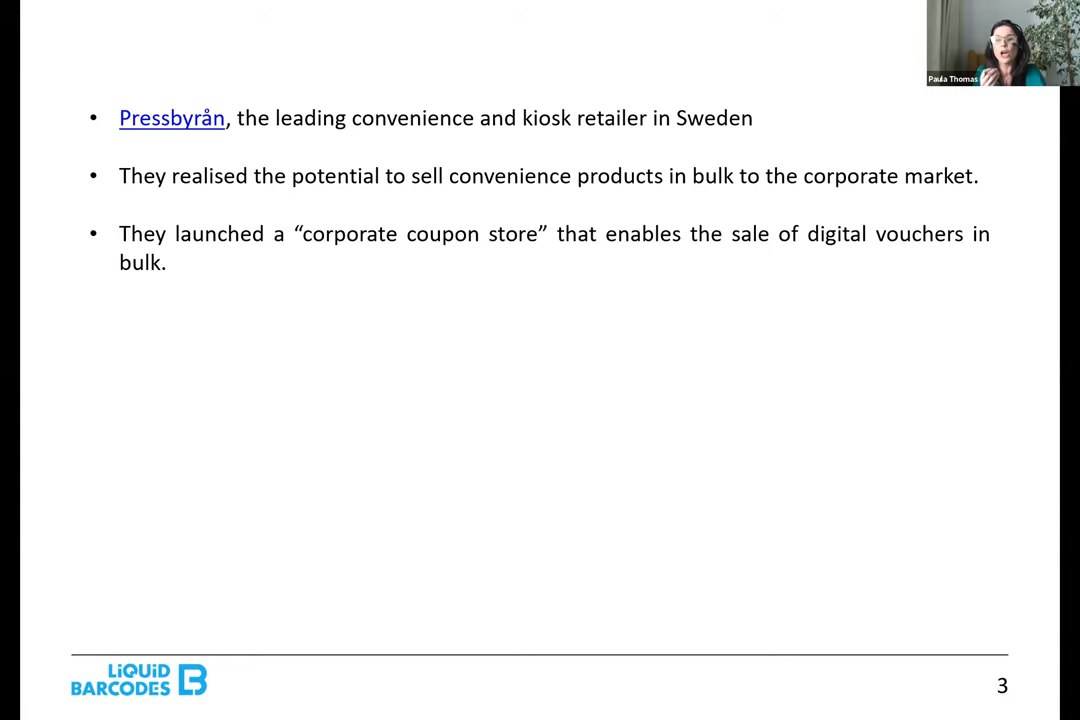 Paula Thomas
• Pressbyrån, the leading convenience and kiosk retailer in Sweden
• They realised the potential to sell convenience products in bulk to the corporate market.
• They launched a “corporate coupon store” that enables the sale of digital vouchers in
bulk.
LiQUiD
BARCODES
3